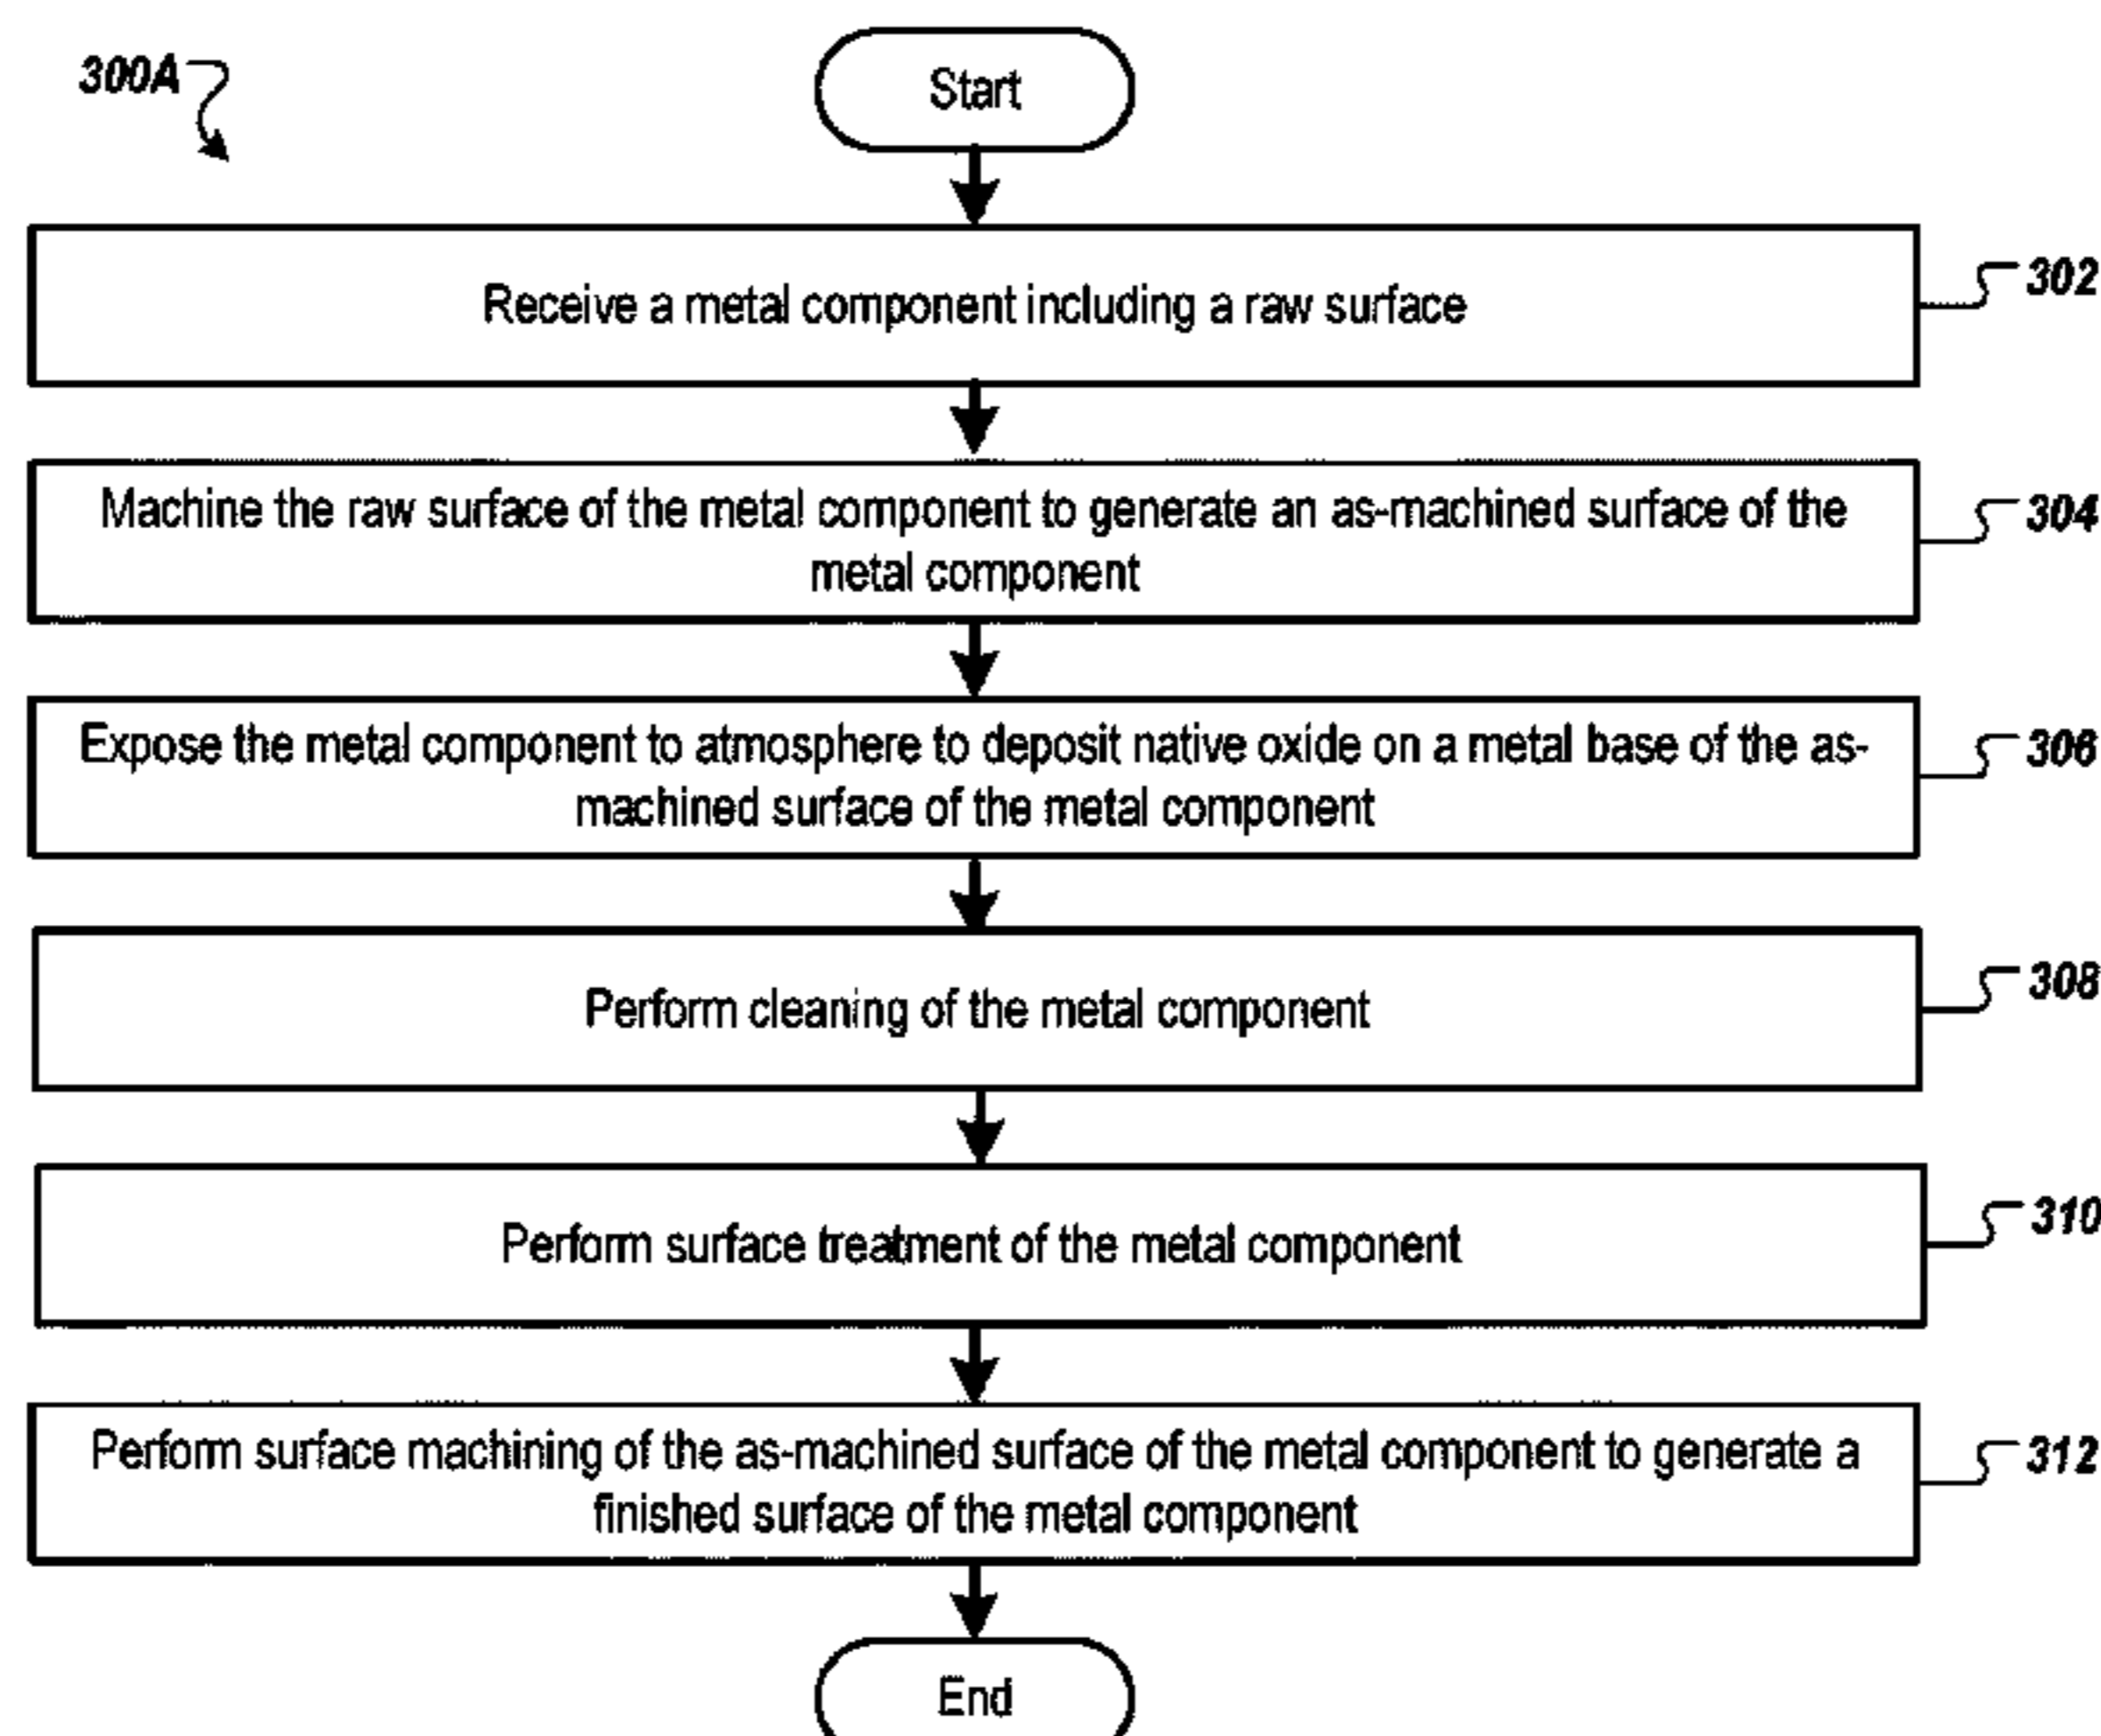 300A
Start
Receive a metal component including a raw surface
302
Machine the raw surface of the metal component to generate an as-machined surface of the
metal component
304
Expose the metal component to atmosphere to deposit native oxide on a metal base of the as-
machined surface of the metal component
306
Perform cleaning of the metal component
308
Perform surface treatment of the metal component
310
Perform surface machining of the as-machined surface of the metal component to generate a
finished surface of the metal component
312
End